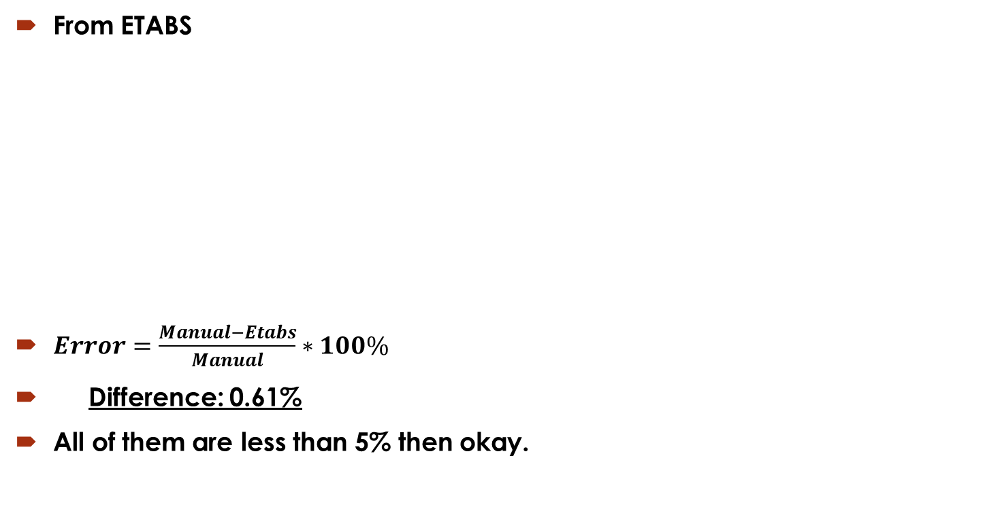 From ETABS
Error = \frac{Manual-Etabs}{Manual} * 100%
Difference: 0.61%
All of them are less than 5% then okay.